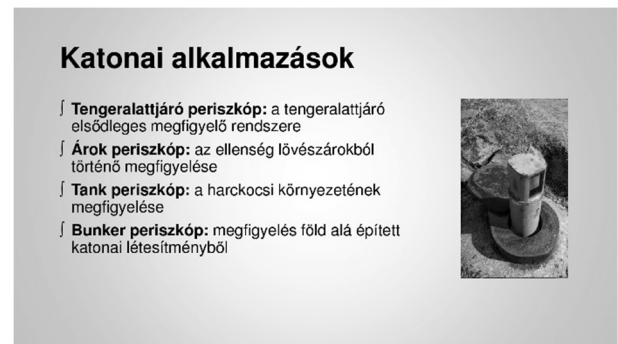 Katonai alkalmazások
∫ Tengeralattjáró periszkóp: a tengeralattjáró
elsődleges megfigyelő rendszere
∫ Árok periszkóp: az ellenség lövészárokból
történő megfigyelése
∫ Tank periszkóp: a harckocsi környezetének
megfigyelése
∫ Bunker periszkóp: megfigyelés föld alá épített
katonai létesítményből